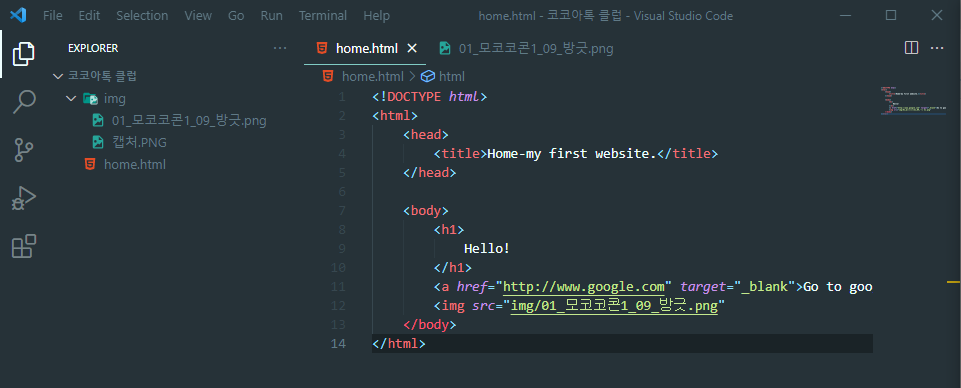 File Edit Selection View Go Run Terminal Help home.html - 코코아톡 클럽 - Visual Studio Code
EXPLORER
코코아톡 클럽
img
01_모코코콘1_09_방긋.png
캡처.PNG
home.html
home.html 01_모코코콘1_09_방긋.png
home.html > html
1 <!DOCTYPE html>
2 <html>
3 <head>
4 <title>Home-my first website.</title>
5 </head>
6
7 <body>
8 <h1>
9 Hello!
10 </h1>
11 <a href="http://www.google.com" target="_blank">Go to goo
12 <img src="img/01_모코코콘1_09_방긋.png"
13 </body>
14 </html>